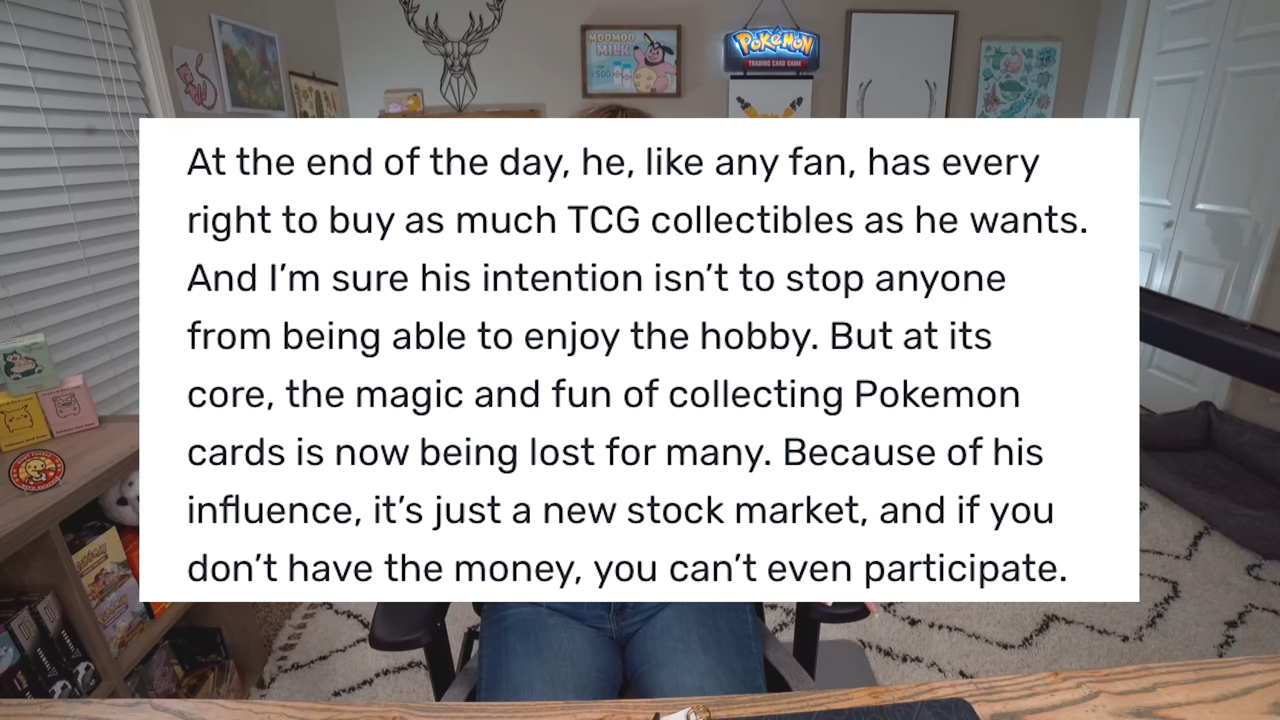 MOOMOO
MILK
500
POKéMON
TRADING CARD GAME
At the end of the day, he, like any fan, has every
right to buy as much TCG collectibles as he wants.
And I'm sure his intention isn't to stop anyone
from being able to enjoy the hobby. But at its
core, the magic and fun of collecting Pokemon
cards is now being lost for many. Because of his
influence, it's just a new stock market, and if you
don't have the money, you can't even participate.